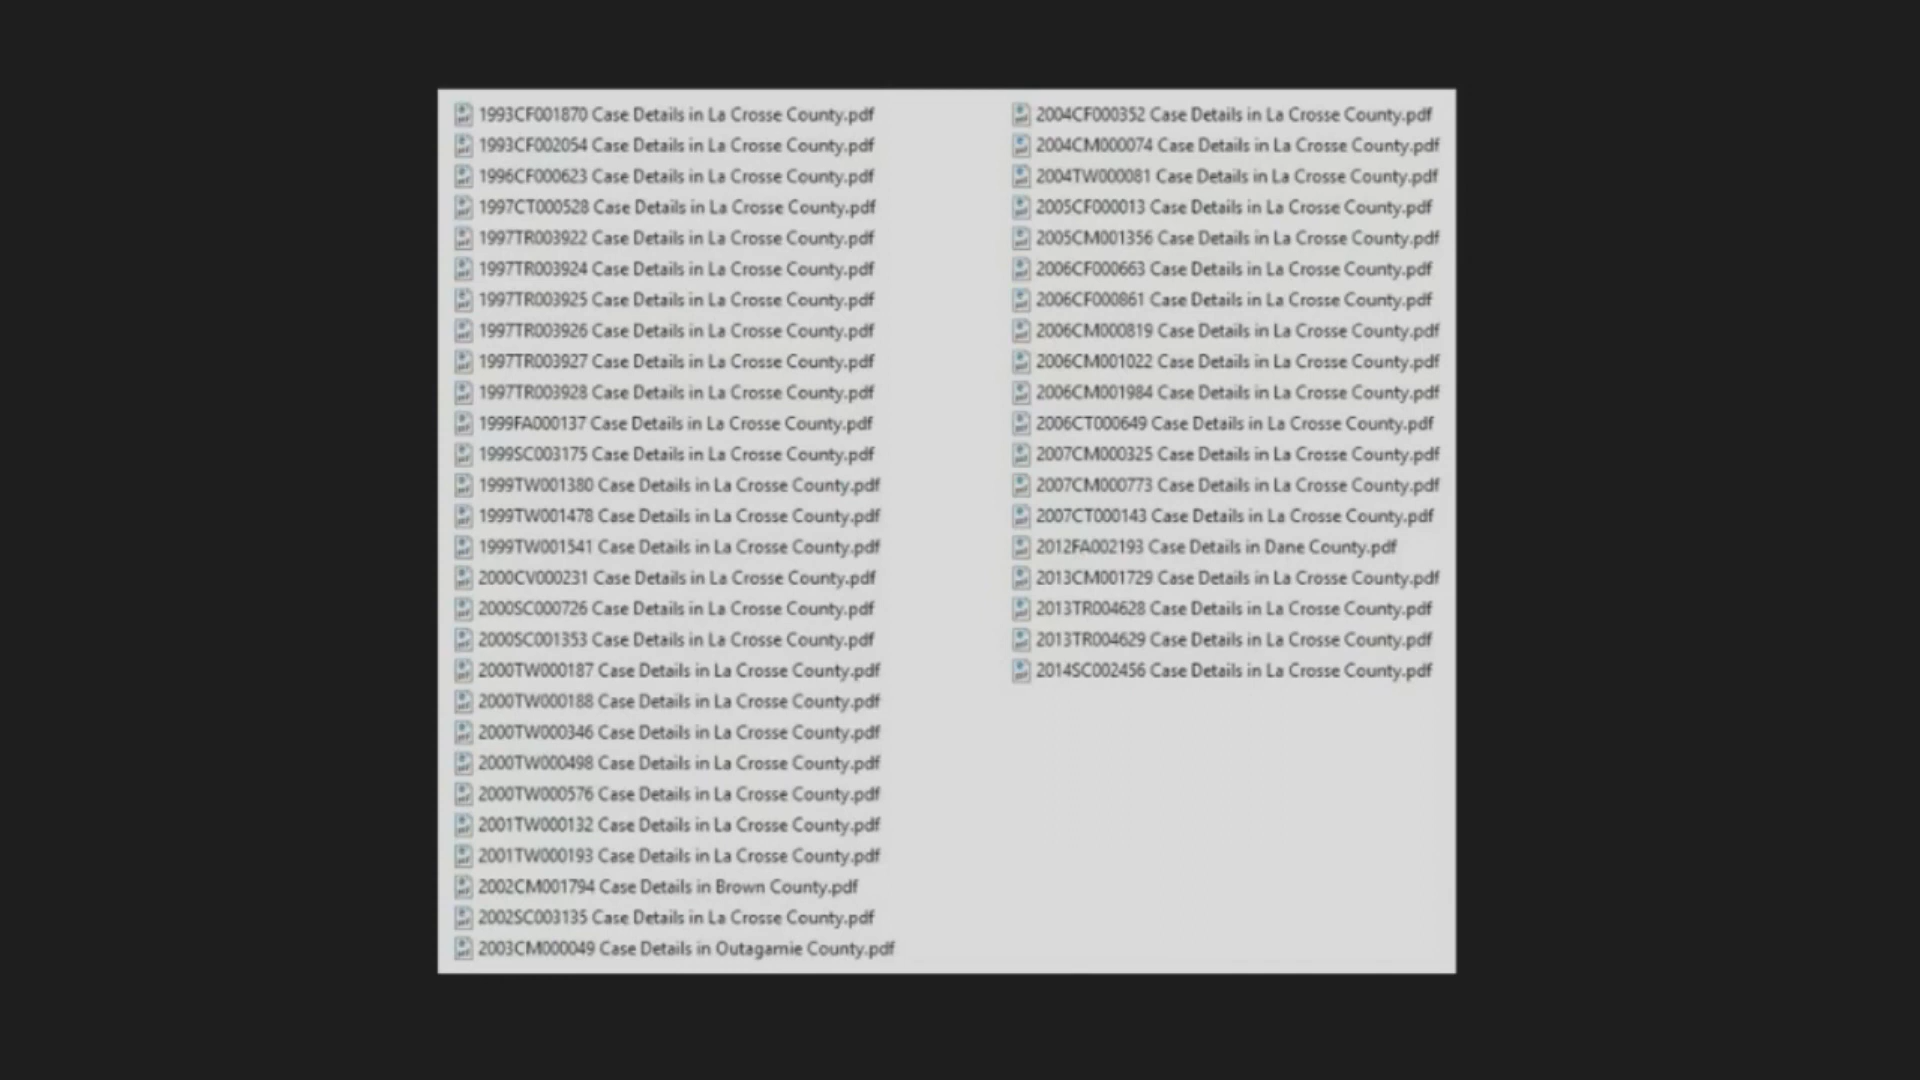 1993CF001870 Case Details in La Crosse County.pdf
1993CF002054 Case Details in La Crosse County.pdf
1996CF000623 Case Details in La Crosse County.pdf
1997CT000528 Case Details in La Crosse County.pdf
1997TR003922 Case Details in La Crosse County.pdf
1997TR003924 Case Details in La Crosse County.pdf
1997TR003925 Case Details in La Crosse County.pdf
1997TR003926 Case Details in La Crosse County.pdf
1997TR003927 Case Details in La Crosse County.pdf
1997TR003928 Case Details in La Crosse County.pdf
1999FA000137 Case Details in La Crosse County.pdf
1999SC003175 Case Details in La Crosse County.pdf
1999TW001380 Case Details in La Crosse County.pdf
1999TW001478 Case Details in La Crosse County.pdf
1999TW001541 Case Details in La Crosse County.pdf
2000CV000231 Case Details in La Crosse County.pdf
2000SC000726 Case Details in La Crosse County.pdf
2000SC001353 Case Details in La Crosse County.pdf
2000TW000187 Case Details in La Crosse County.pdf
2000TW000188 Case Details in La Crosse County.pdf
2000TW000346 Case Details in La Crosse County.pdf
2000TW000498 Case Details in La Crosse County.pdf
2000TW000576 Case Details in La Crosse County.pdf
2001TW000132 Case Details in La Crosse County.pdf
2001TW000193 Case Details in La Crosse County.pdf
2002CM001794 Case Details in Brown County.pdf
2002SC003135 Case Details in La Crosse County.pdf
2003CM000049 Case Details in Outagamie County.pdf
2004CF000352 Case Details in La Crosse County.pdf
2004CM000074 Case Details in La Crosse County.pdf
2004TW000081 Case Details in La Crosse County.pdf
2005CF000013 Case Details in La Crosse County.pdf
2005CM001356 Case Details in La Crosse County.pdf
2006CF000663 Case Details in La Crosse County.pdf
2006CF000861 Case Details in La Crosse County.pdf
2006CM000819 Case Details in La Crosse County.pdf
2006CM001022 Case Details in La Crosse County.pdf
2006CM001984 Case Details in La Crosse County.pdf
2006CT000649 Case Details in La Crosse County.pdf
2007CM000325 Case Details in La Crosse County.pdf
2007CM000773 Case Details in La Crosse County.pdf
2007CT000143 Case Details in La Crosse County.pdf
2012FA002193 Case Details in Dane County.pdf
2013CM001729 Case Details in La Crosse County.pdf
2013TR004628 Case Details in La Crosse County.pdf
2013TR004629 Case Details in La Crosse County.pdf
2014SC002456 Case Details in La Crosse County.pdf